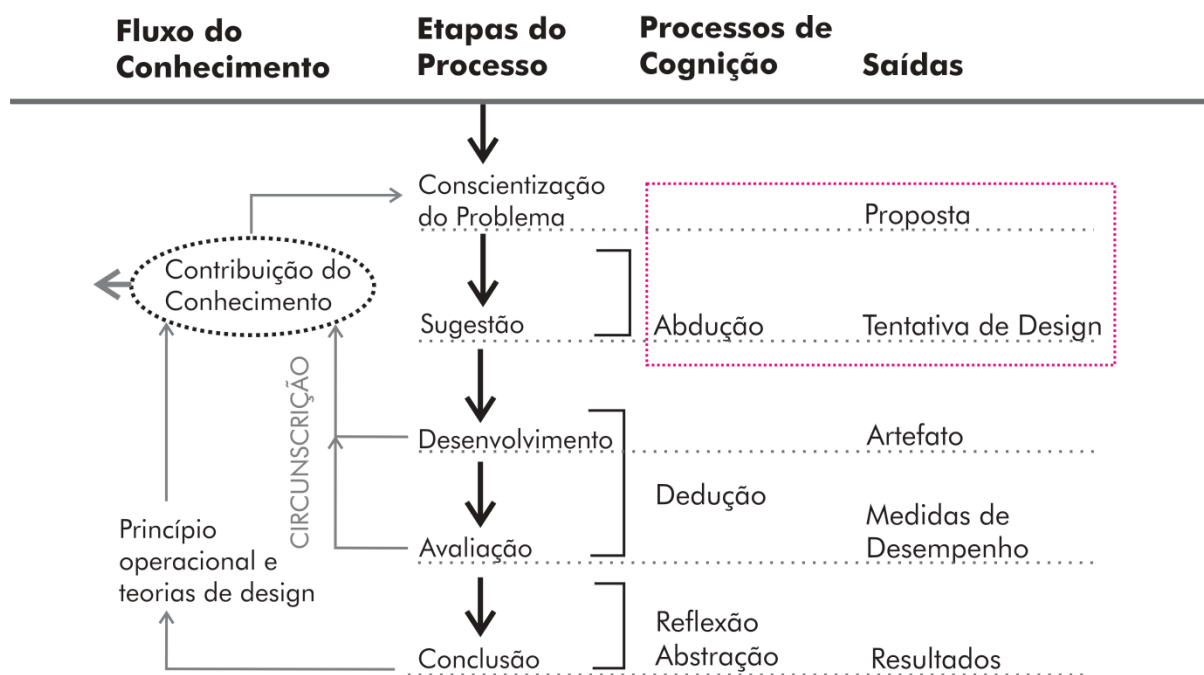 Fluxo do
Conhecimento
Etapas do
Processo
Processos de
Cognição
Saídas
Conscientização
do Problema
Proposta
Contribuição do
Conhecimento
Sugestão
Abdução
Tentativa de Design
CIRCUNSCRIÇÃO
Desenvolvimento
Artefato
Dedução
Princípio
operacional e
teorias de design
Avaliação
Medidas de
Desempenho
Conclusão
Reflexão
Abstração
Resultados